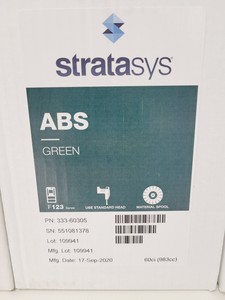 stratasys
ABS
GREEN
F123 Series
USE STANDARD HEAD
MATERIAL SPOOL
PN: 333-60305
SN: 551081378
Lot: 109941
Mfg. Lot: 109941
Mfg. Date: 17-Sep-2020
60ci (983cc)